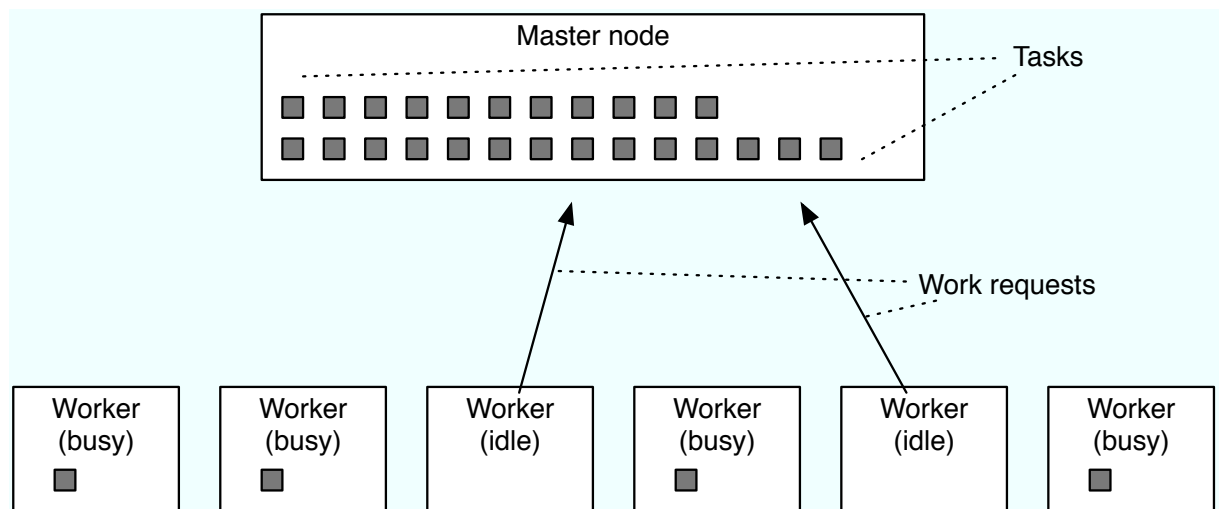 Master node
Tasks
Work requests
Worker
(busy)
Worker
(busy)
Worker
(idle)
Worker
(busy)
Worker
(idle)
Worker
(busy)